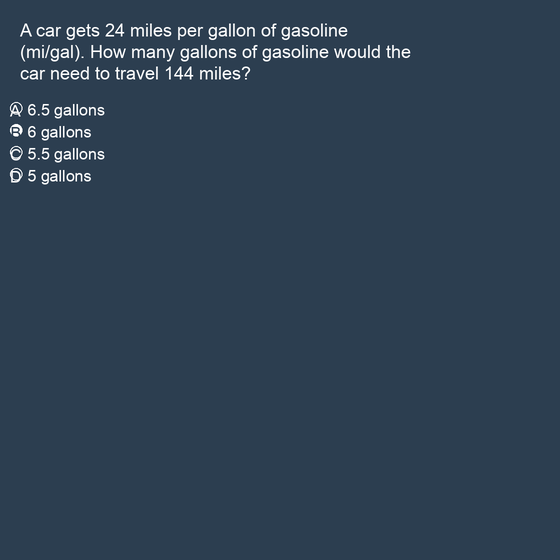 A car gets 24 miles per gallon of gasoline
(mi/gal). How many gallons of gasoline would the
car need to travel 144 miles?
A 6.5 gallons
B 6 gallons
C 5.5 gallons
D 5 gallons